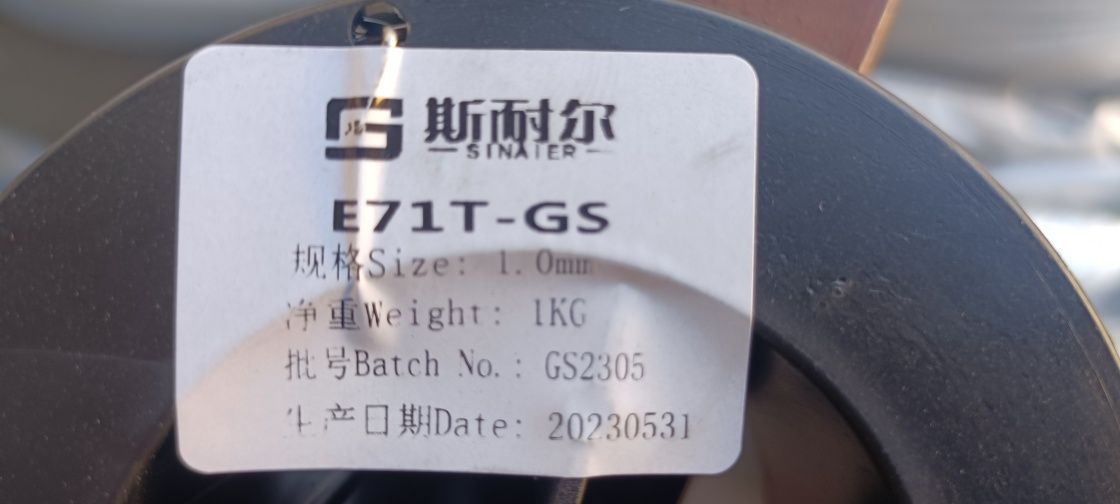 斯耐尔
SINAIER
E71T-GS
规格Size: 1.0mm
净重Weight: 1KG
批号Batch No.: GS2305
生产日期Date: 20230531